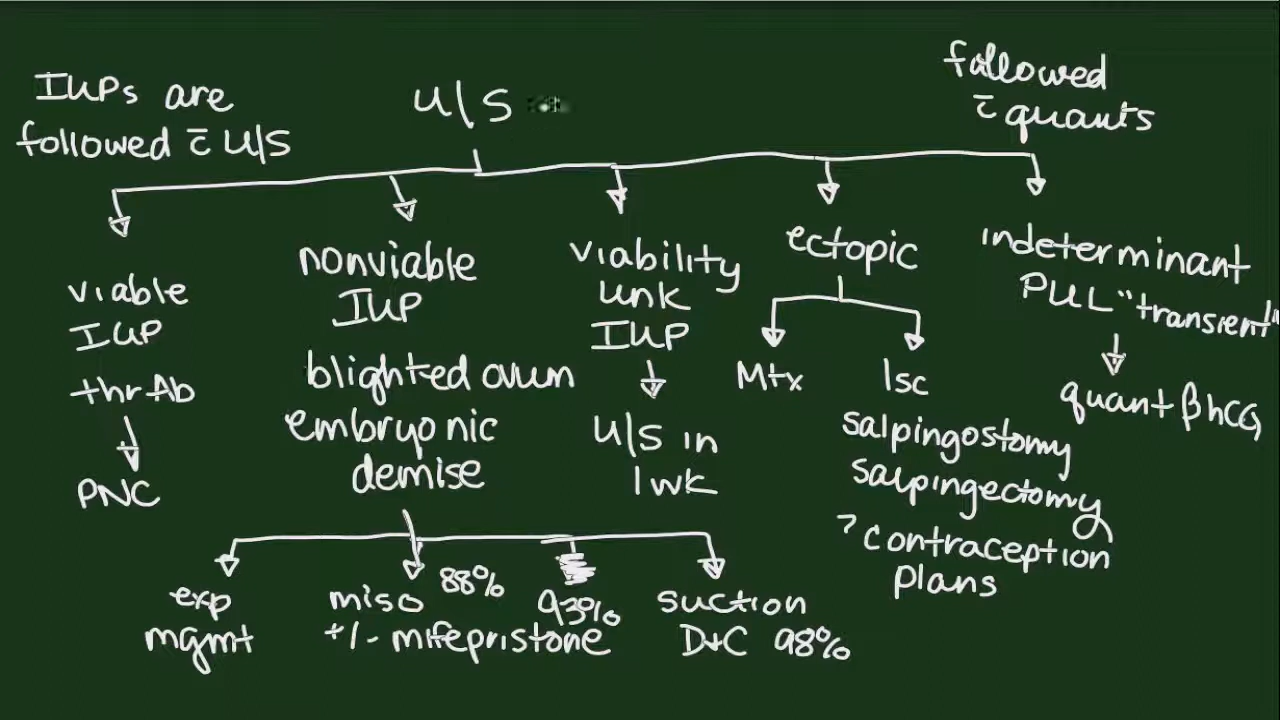 IUPs are
followed c̄ U/S
U/S
followed
c̄ quants
viable
IUP
thrAb
PNC
nonviable
IUP
blighted ovum
embryonic
demise
exp
mgmt
miso 88%
+/- mifepristone
93%
suction
D+C 98%
viability
unk
IUP
U/S in
1wk
ectopic
Mtx
lsc
salpingostomy
salpingectomy
? contraception
plans
indeterminant
PUL "transient"
quant βhCG